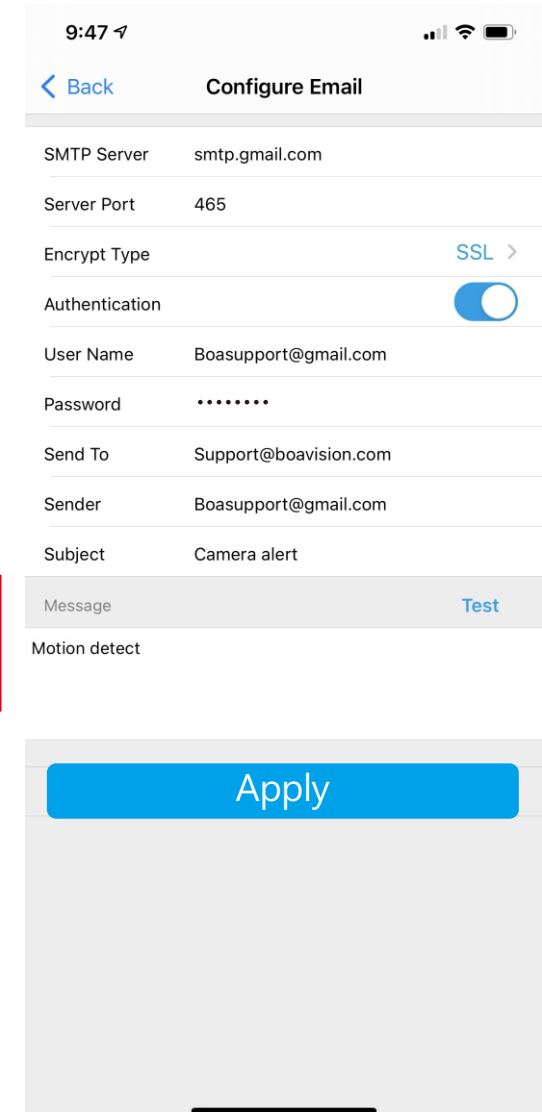 9:47
Back Configure Email
SMTP Server smtp.gmail.com
Server Port 465
Encrypt Type SSL >
Authentication
User Name Boasupport@gmail.com
Password ••••••••
Send To Support@boavision.com
Sender Boasupport@gmail.com
Subject Camera alert
Message Test
Motion detect
Apply